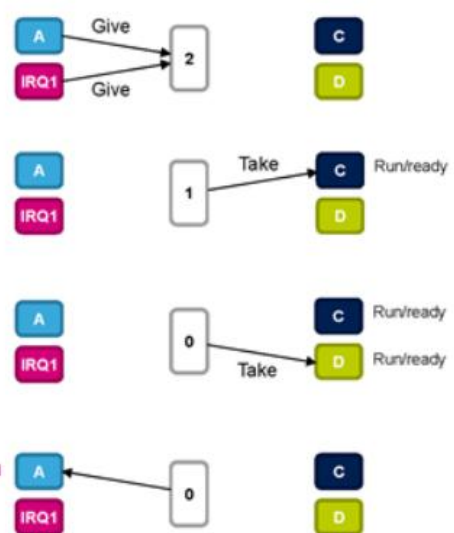 A Give C
2
IRQ1 Give D
A Take C Run/ready
1
IRQ1 D
A C Run/ready
0
IRQ1 Take D Run/ready
A C
0
IRQ1 D